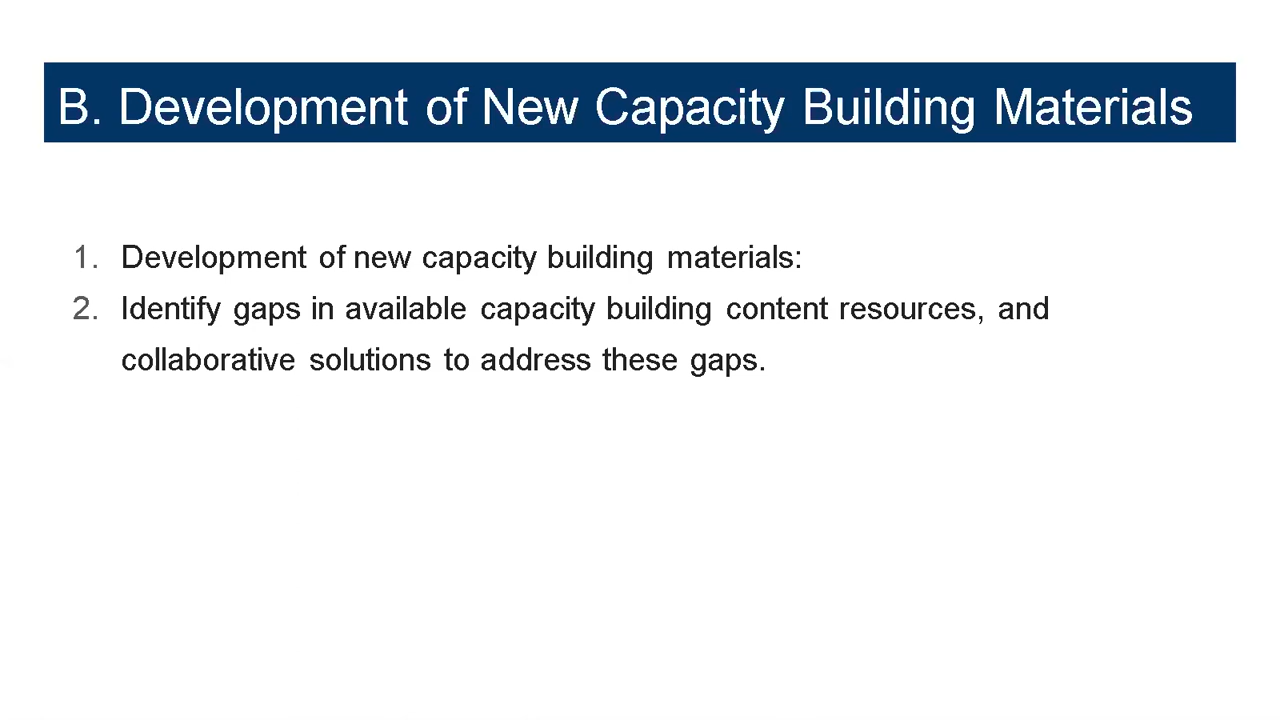 B. Development of New Capacity Building Materials
1. Development of new capacity building materials:
2. Identify gaps in available capacity building content resources, and
collaborative solutions to address these gaps.